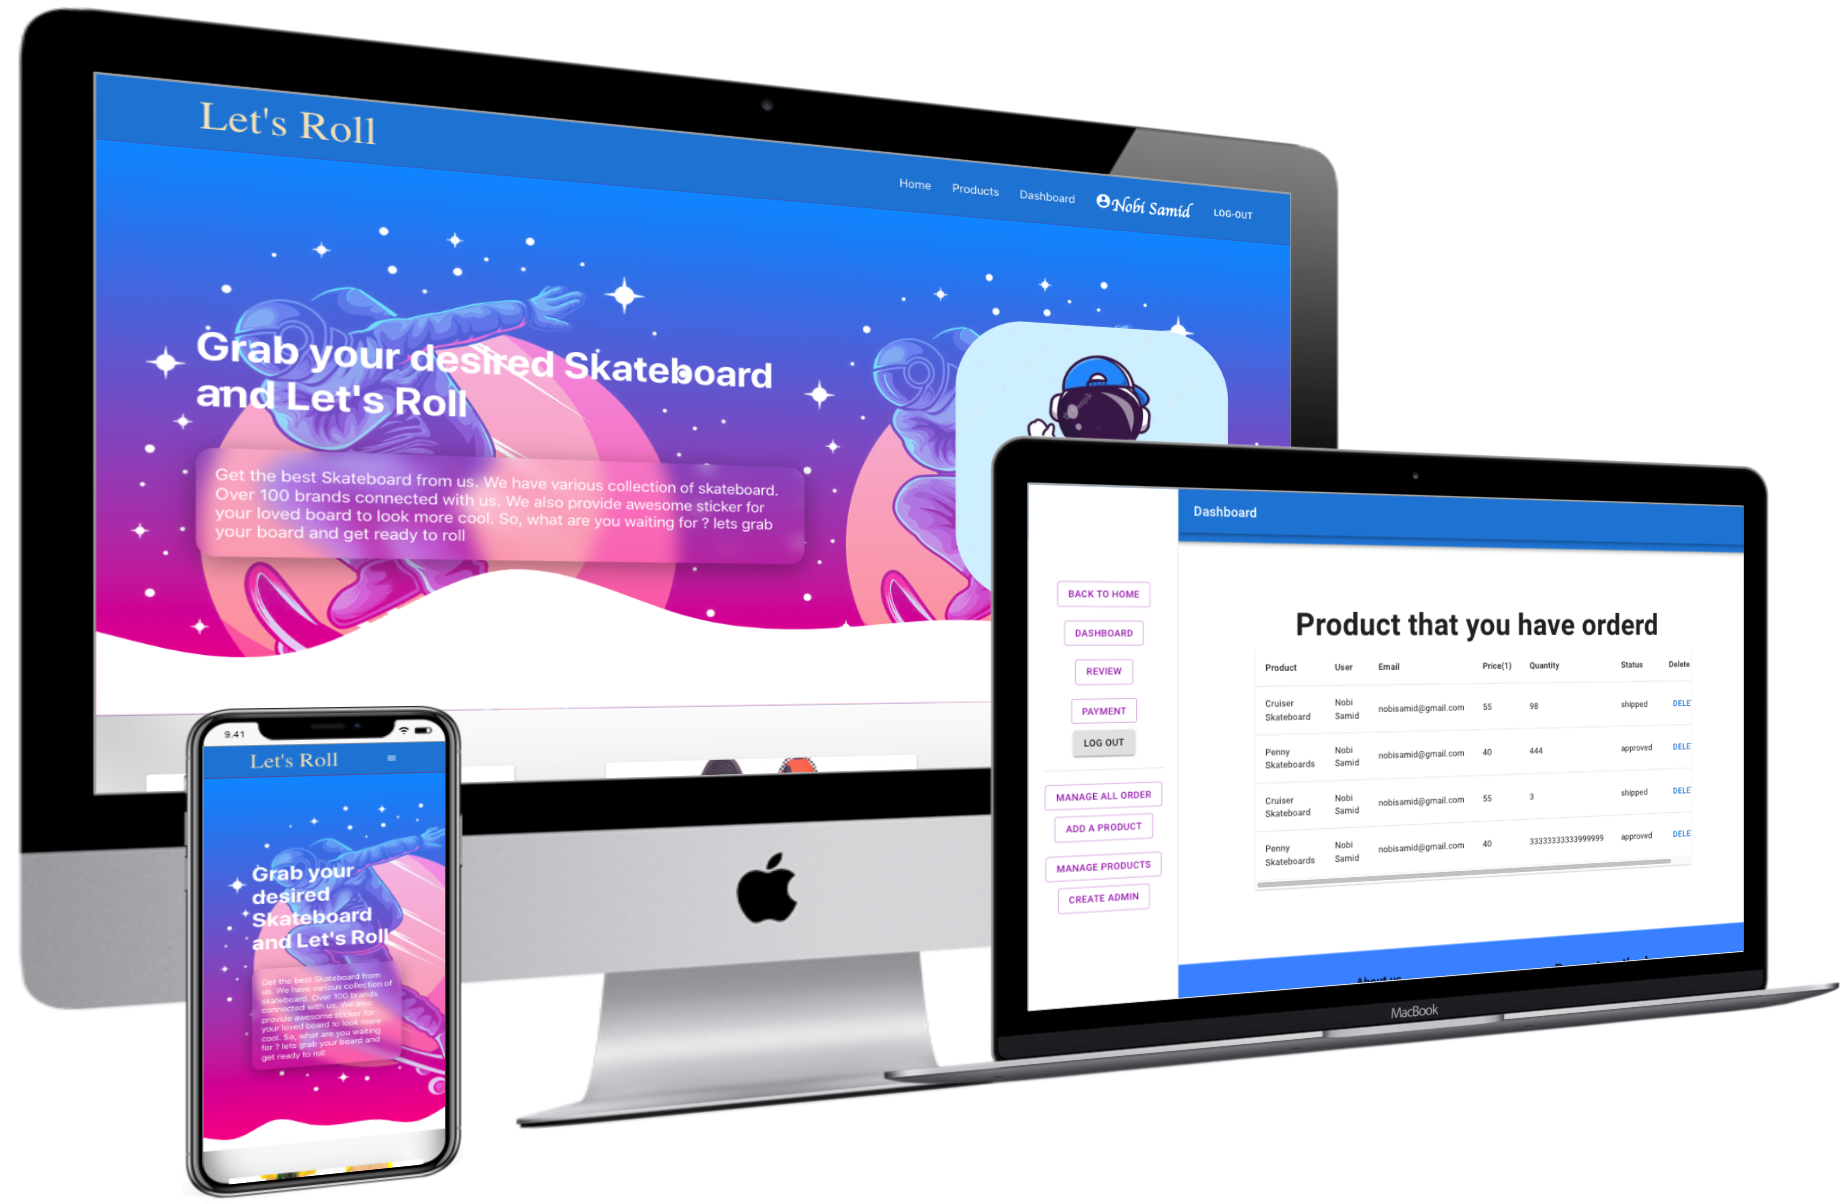 Let's Roll
Home Products Dashboard Nobi Samid LOG-OUT
Grab your desired Skateboard
and Let's Roll
Get the best Skateboard from us. We have various collection of skateboard.
Over 100 brands connected with us. We also provide awesome sticker for
your loved board to look more cool. So, what are you waiting for ? lets grab
your board and get ready to roll
9.41
Let's Roll
Grab your
desired
Skateboard
and Let's Roll
Get the best Skateboard from
us. We have various collection of
skateboard. Over 100 brands
connected with us. We also
provide awesome sticker for
your loved board to look more
cool. So, what are you waiting
for ? lets grab your board and
get ready to roll
Dashboard
BACK TO HOME
DASHBOARD
REVIEW
PAYMENT
LOG OUT
MANAGE ALL ORDER
ADD A PRODUCT
MANAGE PRODUCTS
CREATE ADMIN
Product that you have orderd
Product User Email Price(1) Quantity Status Delete
Cruiser Skateboard Nobi Samid nobisamid@gmail.com 55 98 shipped DELE
Penny Skateboards Nobi Samid nobisamid@gmail.com 40 444 approved DELE
Cruiser Skateboard Nobi Samid nobisamid@gmail.com 55 3 shipped DELE
Penny Skateboards Nobi Samid nobisamid@gmail.com 40 33333333333999999 approved DELE
About us
MacBook